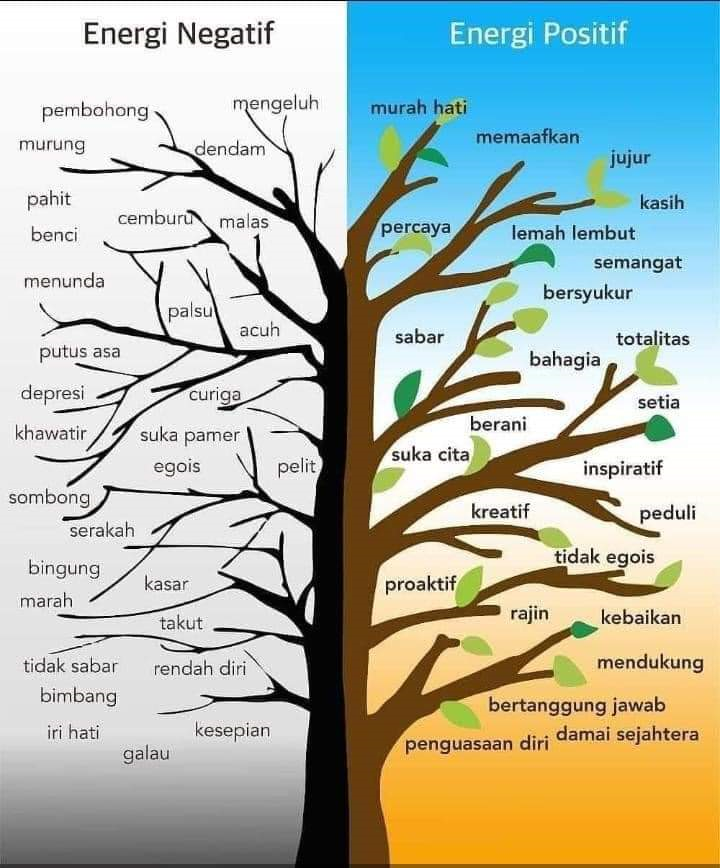 Energi Negatif
pembohong
mengeluh
murung
dendam
pahit
cemburu
malas
benci
menunda
palsu
acuh
putus asa
depresi
curiga
khawatir
suka pamer
egois
pelit
sombong
serakah
bingung
kasar
marah
takut
tidak sabar
rendah diri
bimbang
iri hati
kesepian
galau
Energi Positif
murah hati
memaafkan
jujur
kasih
percaya
lemah lembut
semangat
bersyukur
sabar
totalitas
bahagia
setia
berani
suka cita
inspiratif
kreatif
peduli
tidak egois
proaktif
rajin
kebaikan
mendukung
bertanggung jawab
penguasaan diri
damai sejahtera